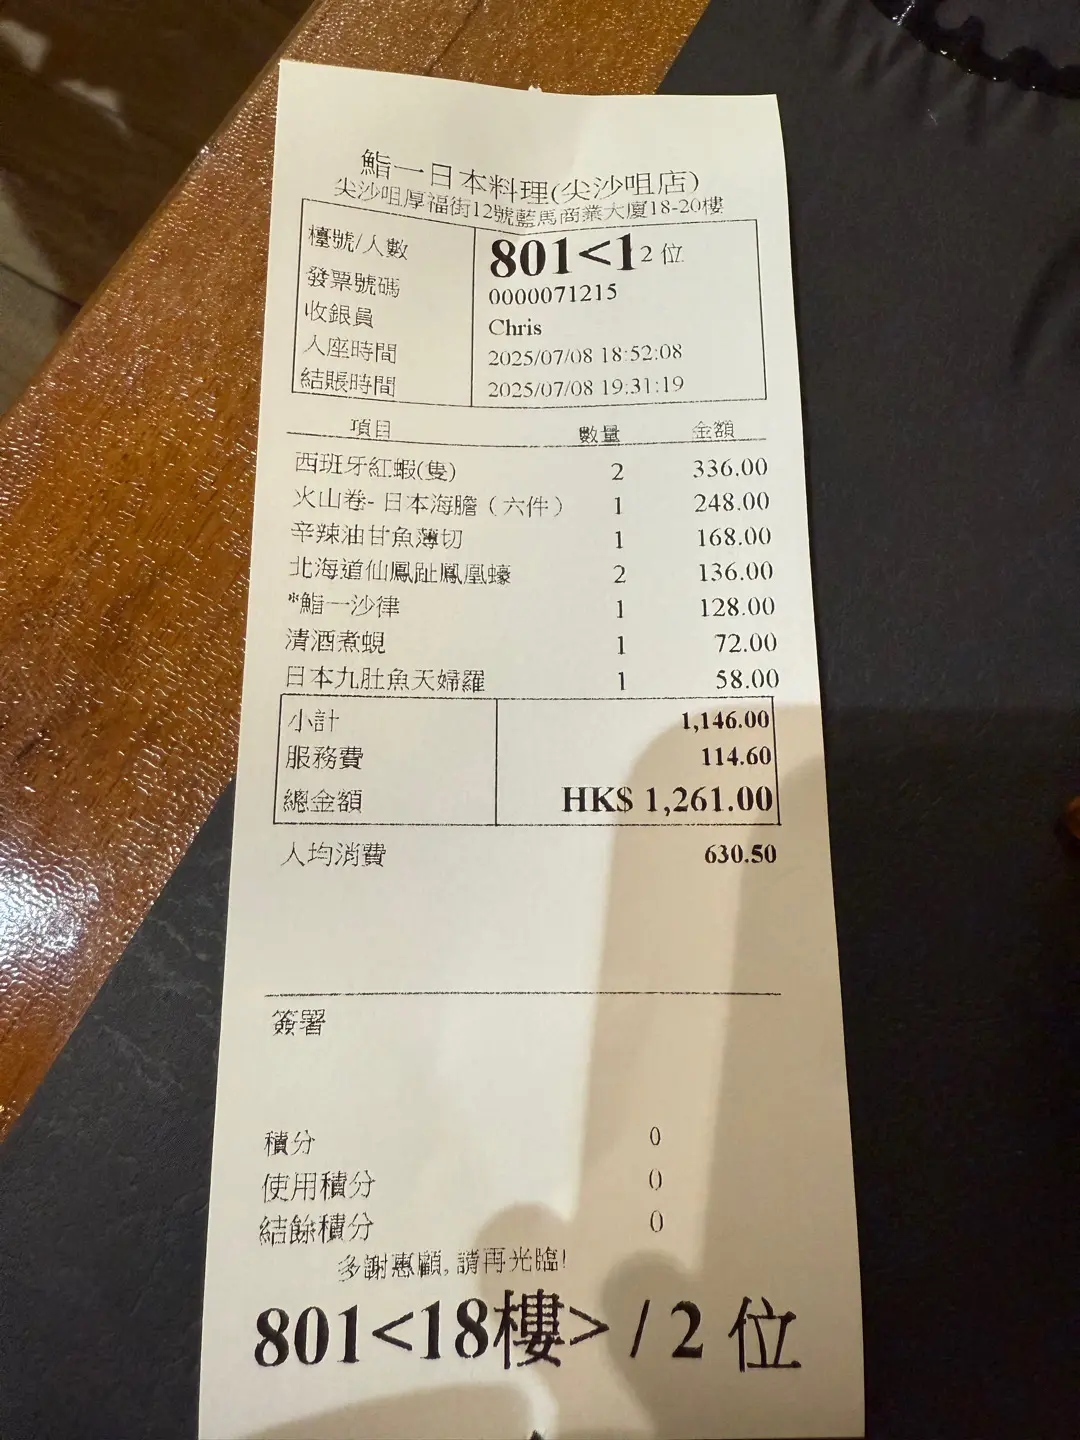 鮨一日本料理(尖沙咀店)
尖沙咀厚福街12號藍馬商業大廈18-20樓
檯號/人數 801<1 2 位
發票號碼 0000071215
收銀員 Chris
入座時間 2025/07/08 18:52:08
結賬時間 2025/07/08 19:31:19
項目 數量 金額
西班牙紅蝦(隻) 2 336.00
火山卷- 日本海膽（六件） 1 248.00
辛辣油甘魚薄切 1 168.00
北海道仙鳳趾鳳凰蠔 2 136.00
*鮨一沙律 1 128.00
清酒煮蜆 1 72.00
日本九肚魚天婦羅 1 58.00
小計 1,146.00
服務費 114.60
總金額 HK$ 1,261.00
人均消費 630.50
簽署
積分 0
使用積分 0
結餘積分 0
多謝惠顧, 請再光臨!
801<18樓> / 2 位